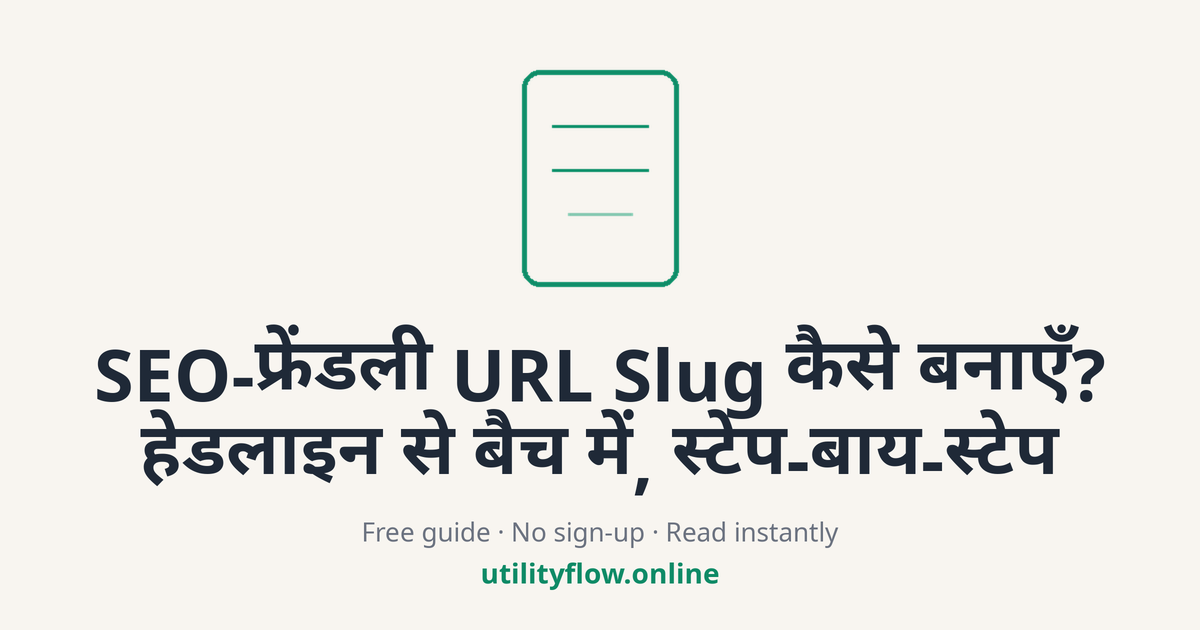 SEO-फ्रेंडली URL Slug कैसे बनाएँ?
हेडलाइन से बैच में, स्टेप-बाय-स्टेप
Free guide · No sign-up · Read instantly
utilityflow.online